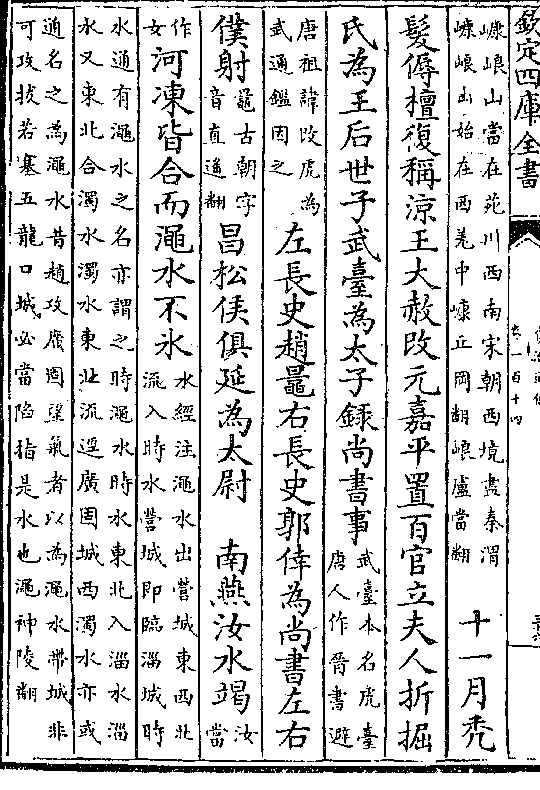 欽定四庫全書
卷一百十四
嵻㟍山當在苑川西南宋朝西境盡秦渭
嵻㟍山始在西羌中嵻丘岡翻㟍盧當翻
十一月禿
髮傉檀復稱涼王大赦改元嘉平置百官立夫人折掘
氏為王后世子武臺為太子錄尚書事
武臺本名虎臺
唐人作晉書避
唐祖諱改虎為
武通鑑因之
左長史趙鼂右長史郭倖為尚書左右
僕射
鼂古朝字
音直遙翻
昌松侯俱延為太尉
南燕汝水竭
汝當
作女
河凍皆合而澠水不冰
水經注澠水出營城東西北
流入時水營城即臨淄城時
水通有澠水之名亦謂之時澠水時水東北入淄水淄
水又東北合濁水濁水東北流逕廣固城西濁水亦或
通名之為澠水昔趙攻廣固望氣者以為澠水帶城非
可攻拔若塞五龍口城必當陷指是水也澠神陵翻